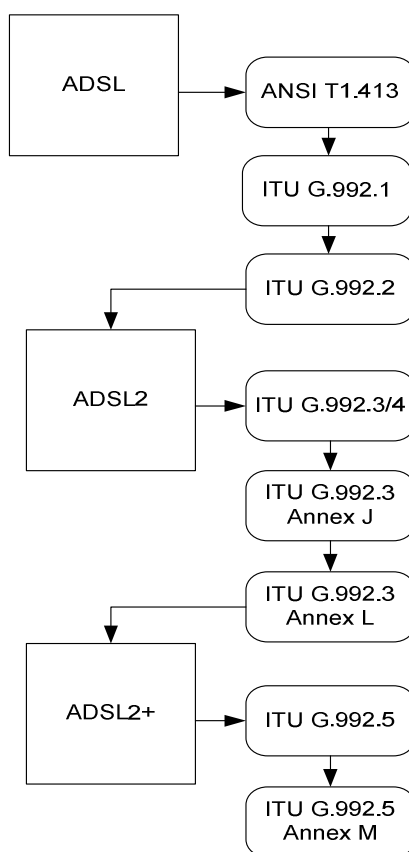 ADSL
ANSI T1.413
ITU G.992.1
ITU G.992.2
ADSL2
ITU G.992.3/4
ITU G.992.3
Annex J
ITU G.992.3
Annex L
ADSL2+
ITU G.992.5
ITU G.992.5
Annex M